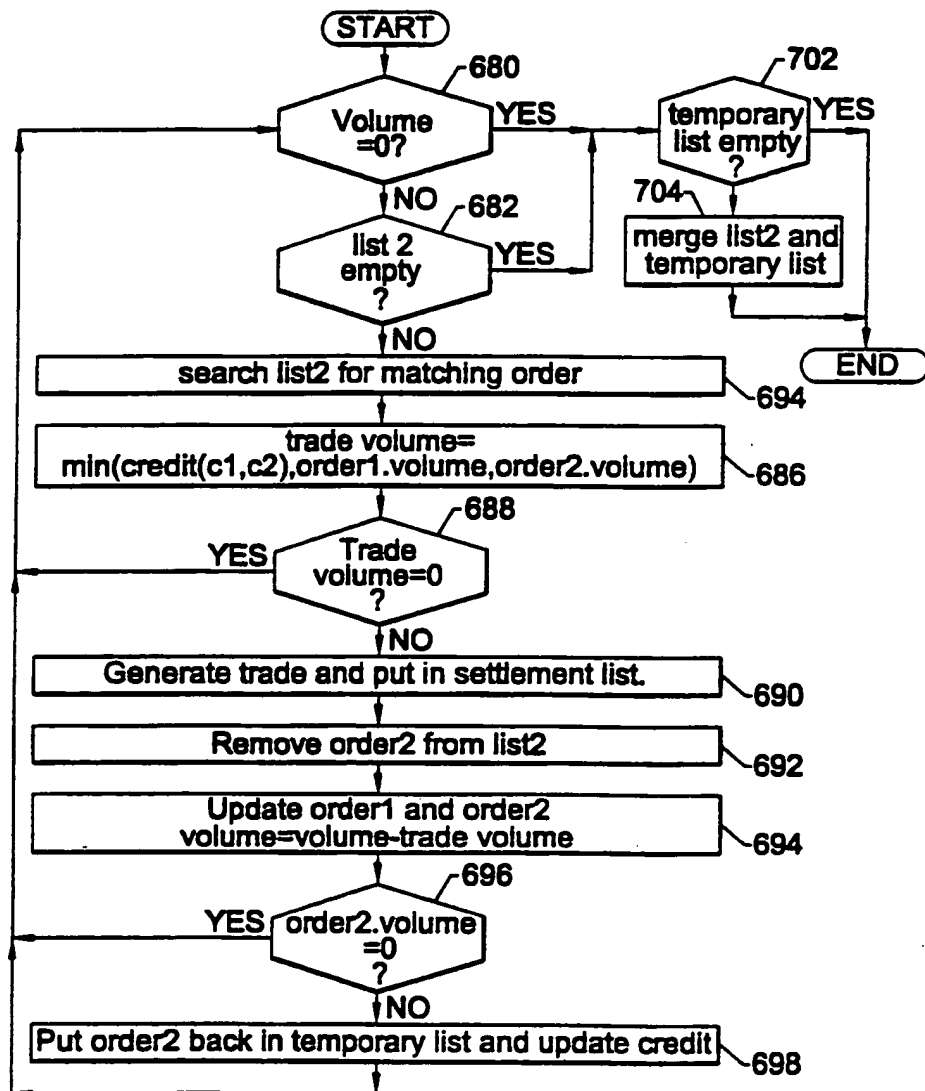 START
680
Volume
=0?
YES
NO
682
list 2
empty
?
YES
NO
702
temporary
list empty
?
YES
704
merge list2 and
temporary list
END
search list2 for matching order
694
trade volume=
min(credit(c1,c2),order1.volume,order2.volume)
686
688
Trade
volume=0
?
YES
NO
Generate trade and put in settlement list.
690
Remove order2 from list2
692
Update order1 and order2
volume=volume-trade volume
694
696
order2.volume
=0
?
YES
NO
Put order2 back in temporary list and update credit
698